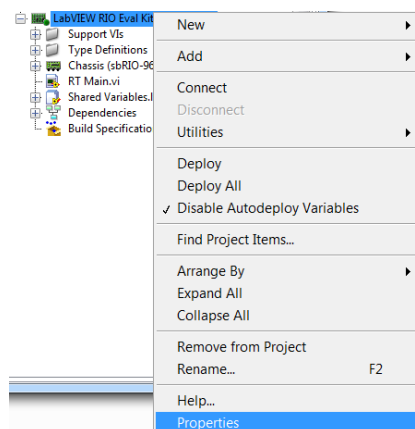 LabVIEW RIO Eval Kit
Support VIs
Type Definitions
Chassis (sbRIO-96
RT Main.vi
Shared Variables.l
Dependencies
Build Specificatio
New
Add
Connect
Disconnect
Utilities
Deploy
Deploy All
✓ Disable Autodeploy Variables
Find Project Items...
Arrange By
Expand All
Collapse All
Remove from Project
Rename... F2
Help...
Properties